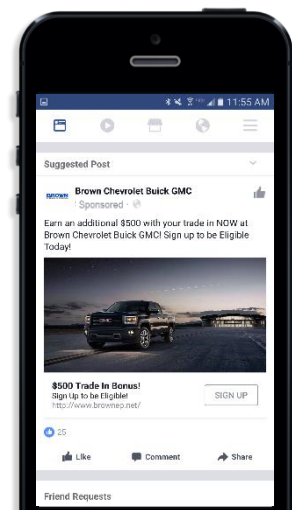 11:55 AM
Suggested Post
BROWN
Brown Chevrolet Buick GMC
Sponsored ·
Earn an additional $500 with your trade in NOW at
Brown Chevrolet Buick GMC! Sign up to be Eligible
Today!
$500 Trade In Bonus!
Sign Up to be Eligible!
http://www.brownep.net/
SIGN UP
25
Like Comment Share
Friend Requests